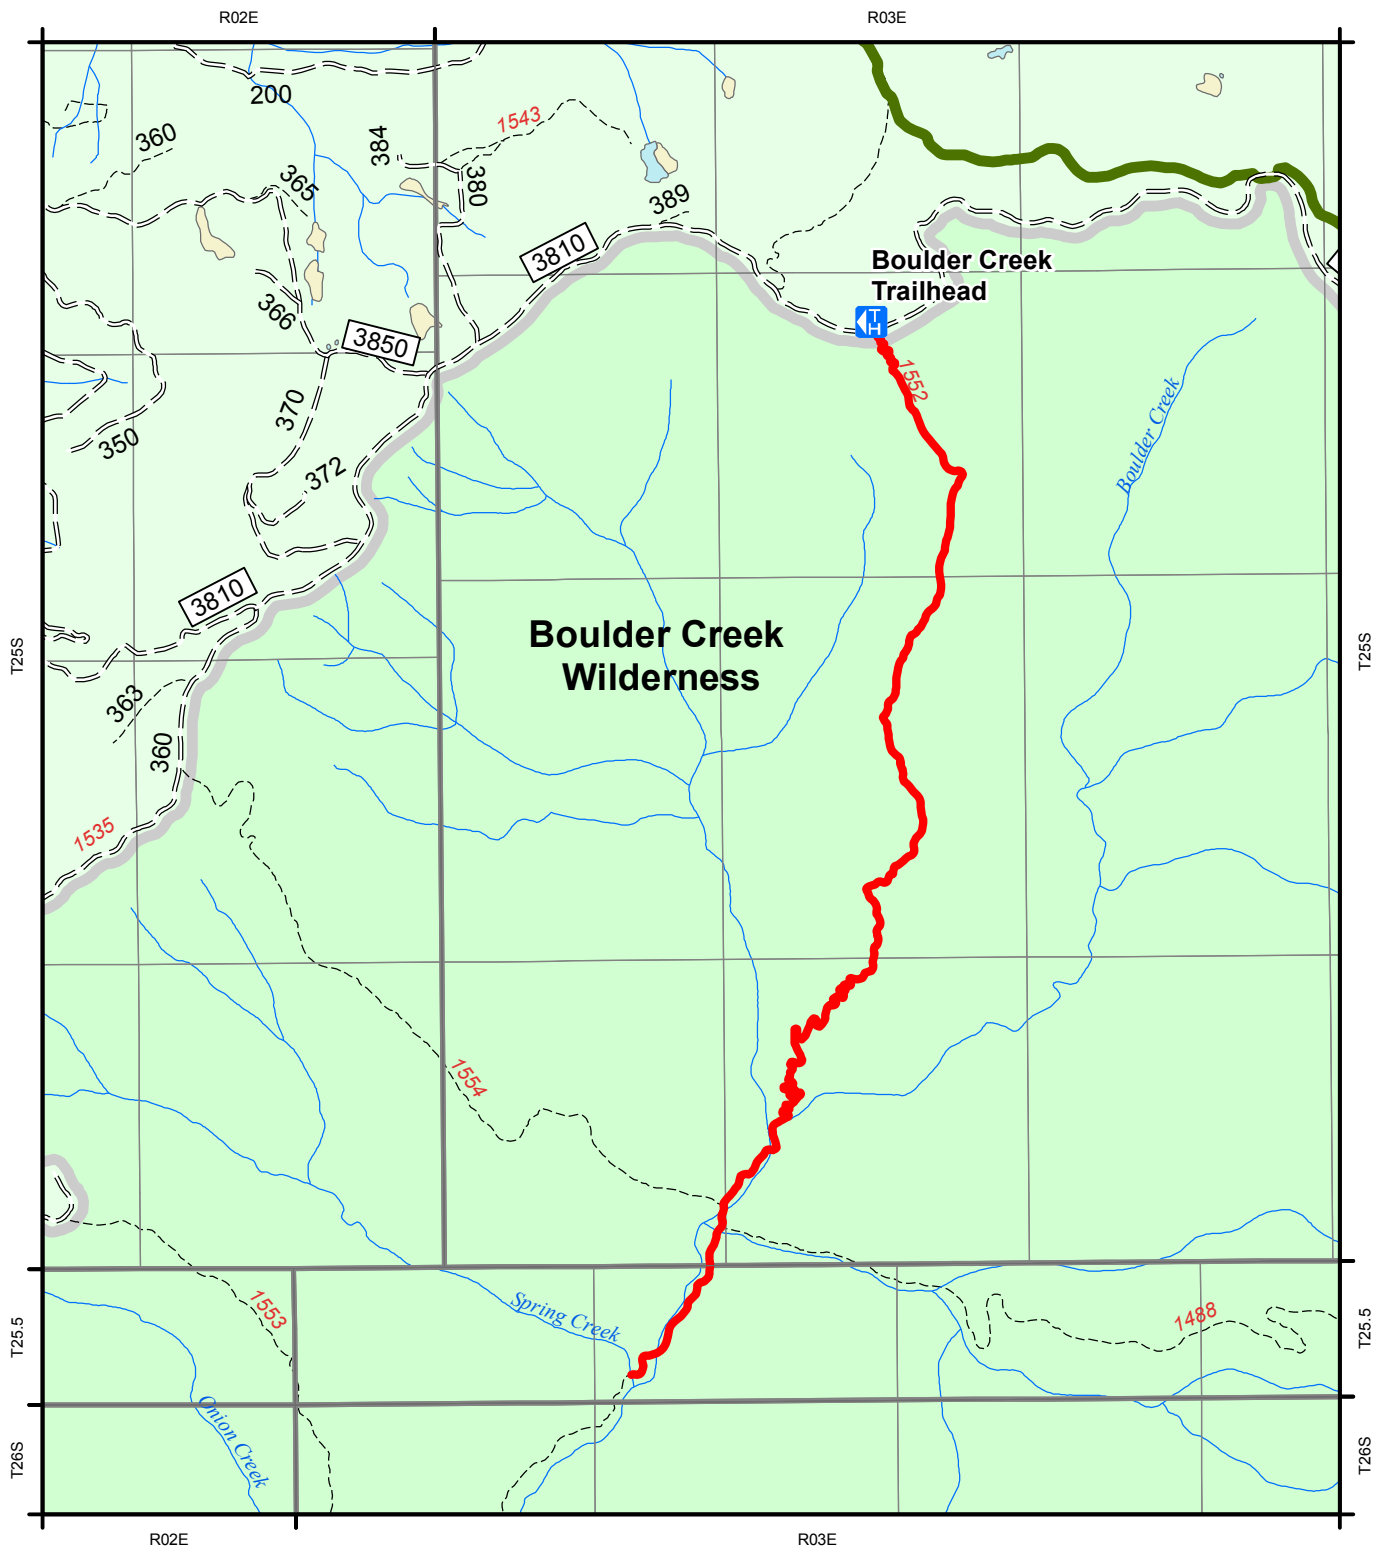 R02E
R03E
200
360
384
1543
365
380
389
3810
Boulder Creek
Trailhead
T
H
366
3850
1552
370
350
372
Boulder Creek
3810
Boulder Creek
Wilderness
T25S
T25S
363
360
1535
1554
1553
Spring Creek
1488
T25.5
T25.5
Onion Creek
T26S
T26S
R02E
R03E